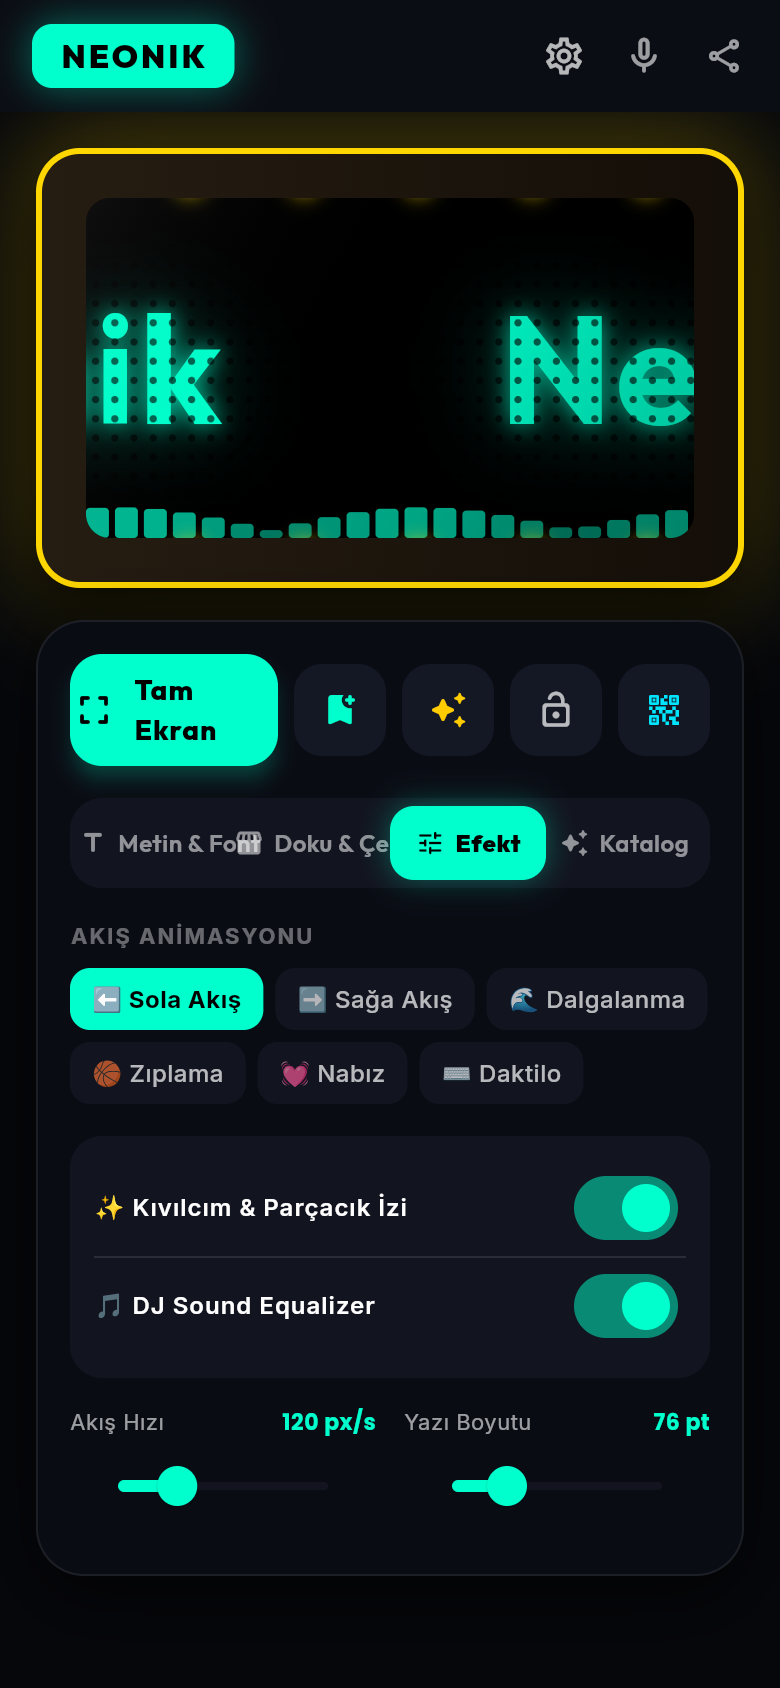 NEONIK
ik Ne
Tam
Ekran
Metin & Font Doku & Çe Efekt Katalog
AKIŞ ANİMASYONU
⬅️ Sola Akış ➡️ Sağa Akış 🌊 Dalgalanma
🏀 Zıplama 💓 Nabız ⌨️ Daktilo
✨ Kıvılcım & Parçacık İzi
🎵 DJ Sound Equalizer
Akış Hızı 120 px/s Yazı Boyutu 76 pt